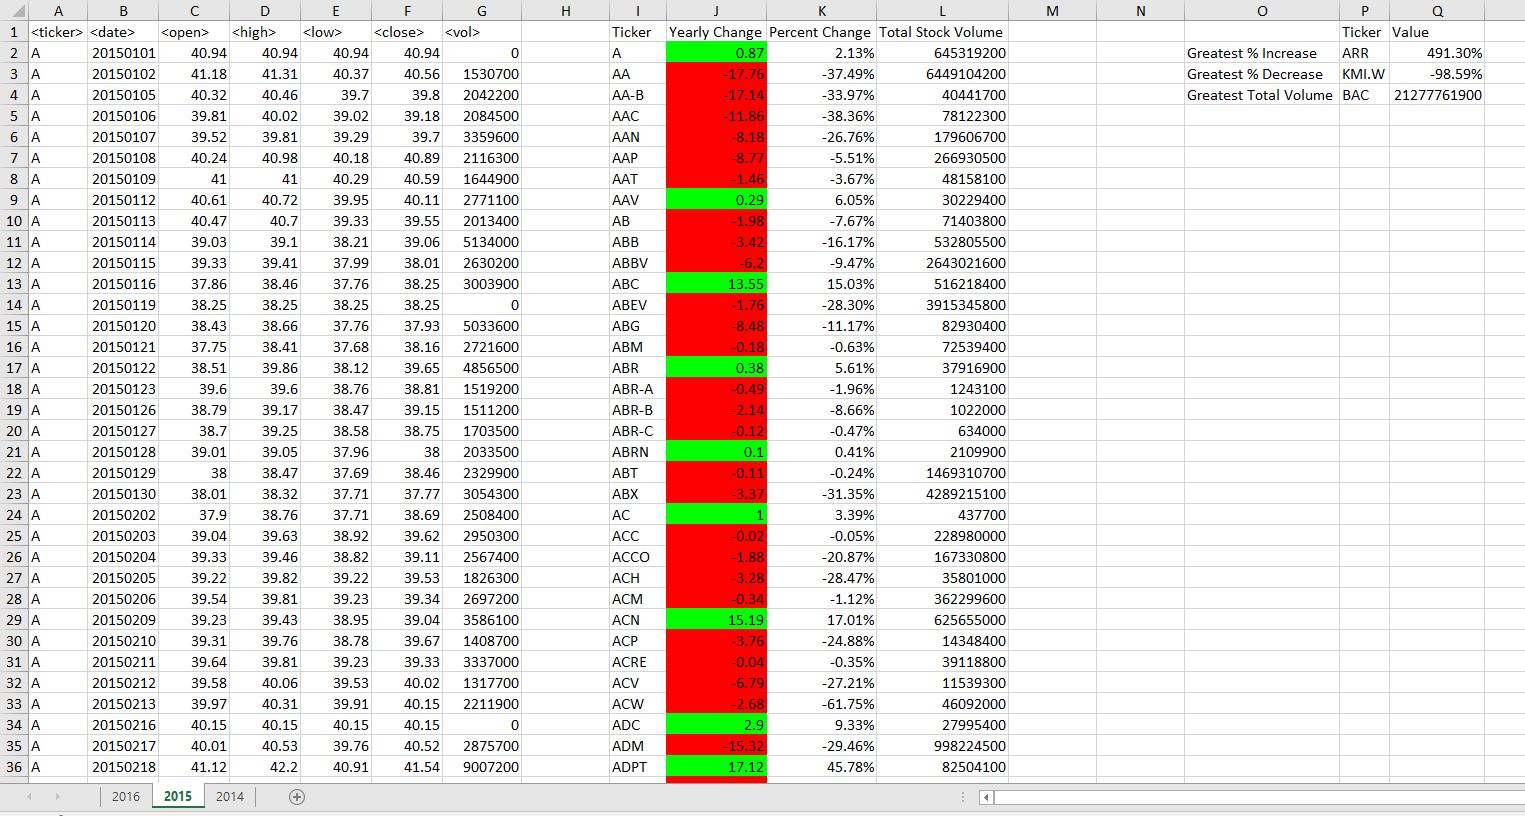 A B C D E F G H I J K L M N O P Q
1 <ticker> <date> <open> <high> <low> <close> <vol> Ticker Yearly Change Percent Change Total Stock Volume Ticker Value
2 A 20150101 40.94 40.94 40.94 40.94 0 A 0.87 2.13% 645319200 Greatest % Increase ARR 491.30%
3 A 20150102 41.18 41.31 40.37 40.56 1530700 AA -17.76 -37.49% 6449104200 Greatest % Decrease KMI.W -98.59%
4 A 20150105 40.32 40.46 39.7 39.8 2042200 AA-B -17.14 -33.97% 40441700 Greatest Total Volume BAC 21277761900
5 A 20150106 39.81 40.02 39.02 39.18 2084500 AAC -11.86 -38.36% 78122300
6 A 20150107 39.52 39.81 39.29 39.7 3359600 AAN -8.18 -26.76% 179606700
7 A 20150108 40.24 40.98 40.18 40.89 2116300 AAP -8.77 -5.51% 266930500
8 A 20150109 41 41 40.29 40.59 1644900 AAT -1.46 -3.67% 48158100
9 A 20150112 40.61 40.72 39.95 40.11 2771100 AAV 0.29 6.05% 30229400
10 A 20150113 40.47 40.7 39.33 39.55 2013400 AB -1.98 -7.67% 71403800
11 A 20150114 39.03 39.1 38.21 39.06 5134000 ABB -3.42 -16.17% 532805500
12 A 20150115 39.33 39.41 37.99 38.01 2630200 ABBV -6.2 -9.47% 2643021600
13 A 20150116 37.86 38.46 37.76 38.25 3003900 ABC 13.55 15.03% 516218400
14 A 20150119 38.25 38.25 38.25 38.25 0 ABEV -1.76 -28.30% 3915345800
15 A 20150120 38.43 38.66 37.76 37.93 5033600 ABG -8.48 -11.17% 82930400
16 A 20150121 37.75 38.41 37.68 38.16 2721600 ABM -0.18 -0.63% 72539400
17 A 20150122 38.51 39.86 38.12 39.65 4856500 ABR 0.38 5.61% 37916900
18 A 20150123 39.6 39.6 38.76 38.81 1519200 ABR-A -0.49 -1.96% 1243100
19 A 20150126 38.79 39.17 38.47 39.15 1511200 ABR-B -2.14 -8.66% 1022000
20 A 20150127 38.7 39.25 38.58 38.75 1703500 ABR-C -0.12 -0.47% 634000
21 A 20150128 39.01 39.05 37.96 38 2033500 ABRN 0.1 0.41% 2109900
22 A 20150129 38 38.47 37.69 38.46 2329900 ABT -0.11 -0.24% 1469310700
23 A 20150130 38.01 38.32 37.71 37.77 3054300 ABX -3.37 -31.35% 4289215100
24 A 20150202 37.9 38.76 37.71 38.69 2508400 AC 1 3.39% 437700
25 A 20150203 39.04 39.63 38.92 39.62 2950300 ACC -0.02 -0.05% 228980000
26 A 20150204 39.33 39.46 38.82 39.11 2567400 ACCO -1.88 -20.87% 167330800
27 A 20150205 39.22 39.82 39.22 39.53 1826300 ACH -3.28 -28.47% 35801000
28 A 20150206 39.54 39.81 39.23 39.34 2697200 ACM -0.34 -1.12% 362299600
29 A 20150209 39.23 39.43 38.95 39.04 3586100 ACN 15.19 17.01% 625655000
30 A 20150210 39.31 39.76 38.78 39.67 1408700 ACP -3.76 -24.88% 14348400
31 A 20150211 39.64 39.81 39.23 39.33 3337000 ACRE -0.04 -0.35% 39118800
32 A 20150212 39.58 40.06 39.53 40.02 1317700 ACV -6.79 -27.21% 11539300
33 A 20150213 39.97 40.31 39.91 40.15 2211900 ACW -2.68 -61.75% 46092000
34 A 20150216 40.15 40.15 40.15 40.15 0 ADC 2.9 9.33% 27995400
35 A 20150217 40.01 40.53 39.76 40.52 2875700 ADM -15.32 -29.46% 998224500
36 A 20150218 41.12 42.2 40.91 41.54 9007200 ADPT 17.12 45.78% 82504100
2016 2015 2014